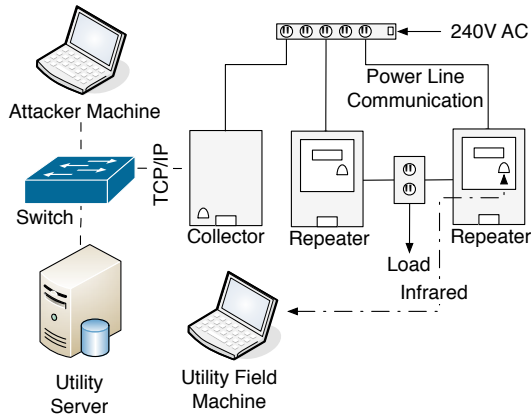 240V AC
Power Line
Communication
Attacker Machine
TCP/IP
Switch
Collector
Repeater
Repeater
Load
Infrared
Utility
Server
Utility Field
Machine